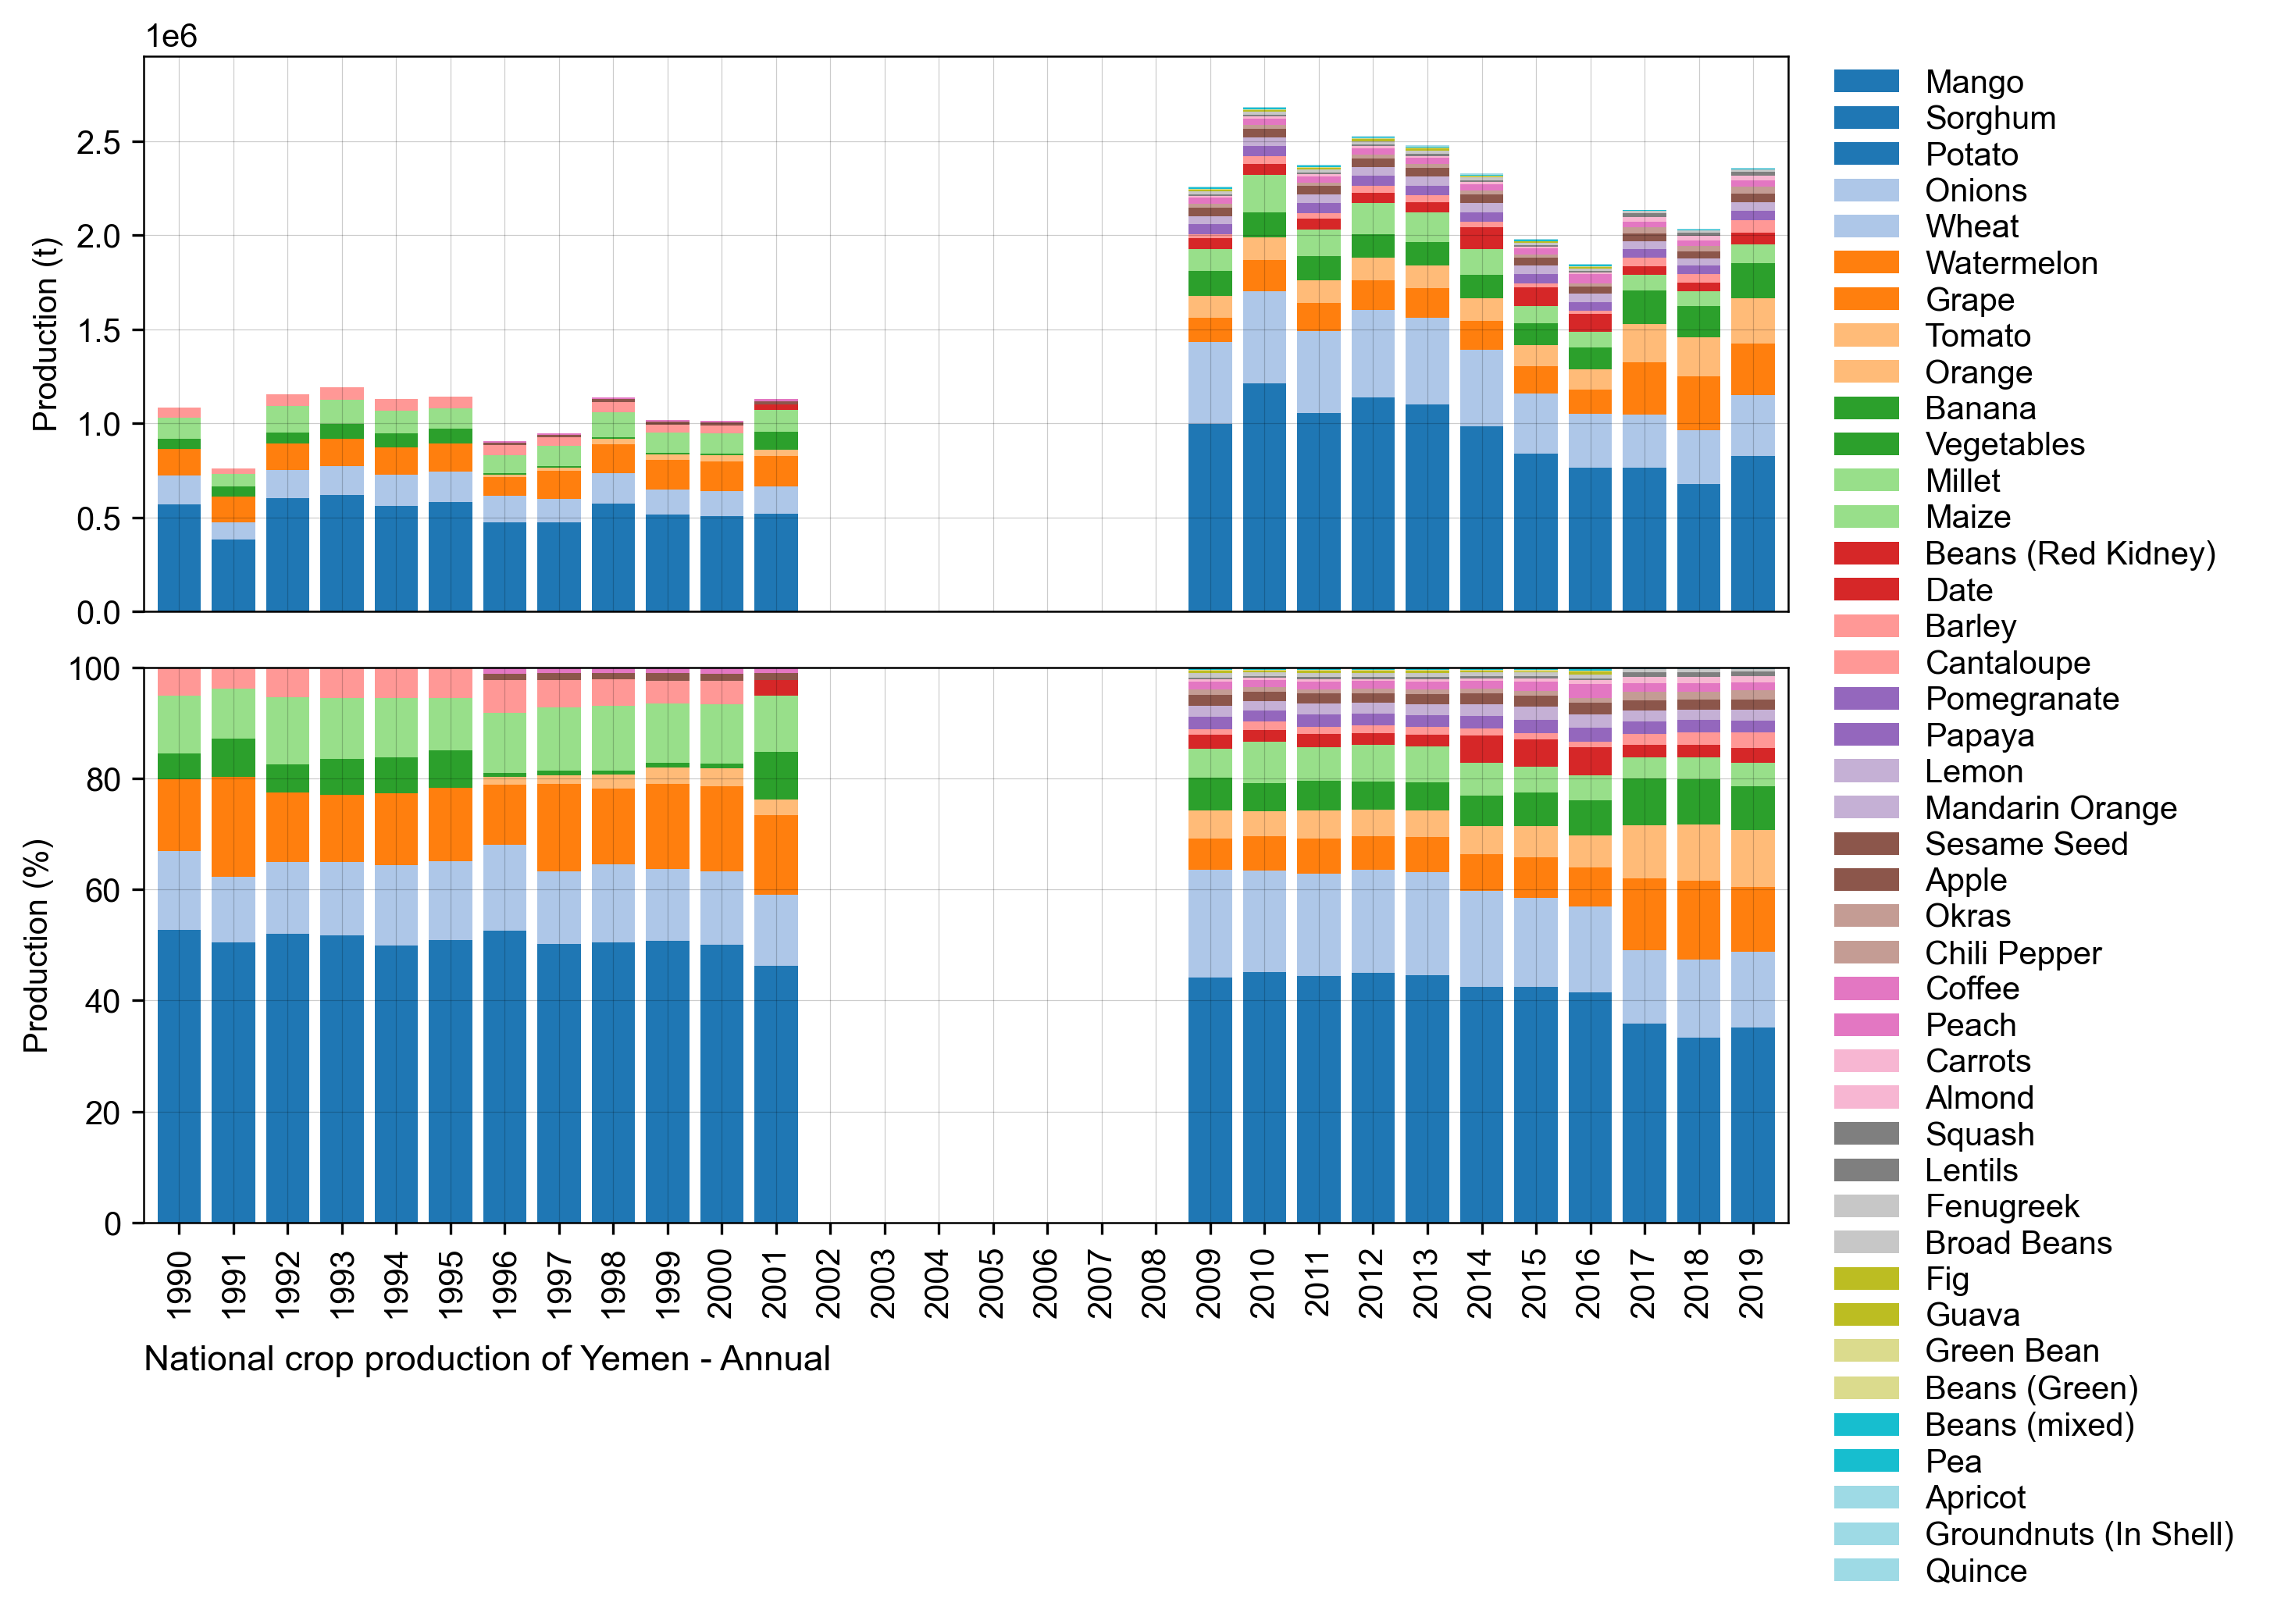 1e6
Production (t)
2.5
2.0
1.5
1.0
0.5
0.0
Production (%)
100
80
60
40
20
0
1990
1991
1992
1993
1994
1995
1996
1997
1998
1999
2000
2001
2002
2003
2004
2005
2006
2007
2008
2009
2010
2011
2012
2013
2014
2015
2016
2017
2018
2019
National crop production of Yemen - Annual
Mango
Sorghum
Potato
Onions
Wheat
Watermelon
Grape
Tomato
Orange
Banana
Vegetables
Millet
Maize
Beans (Red Kidney)
Date
Barley
Cantaloupe
Pomegranate
Papaya
Lemon
Mandarin Orange
Sesame Seed
Apple
Okras
Chili Pepper
Coffee
Peach
Carrots
Almond
Squash
Lentils
Fenugreek
Broad Beans
Fig
Guava
Green Bean
Beans (Green)
Beans (mixed)
Pea
Apricot
Groundnuts (In Shell)
Quince